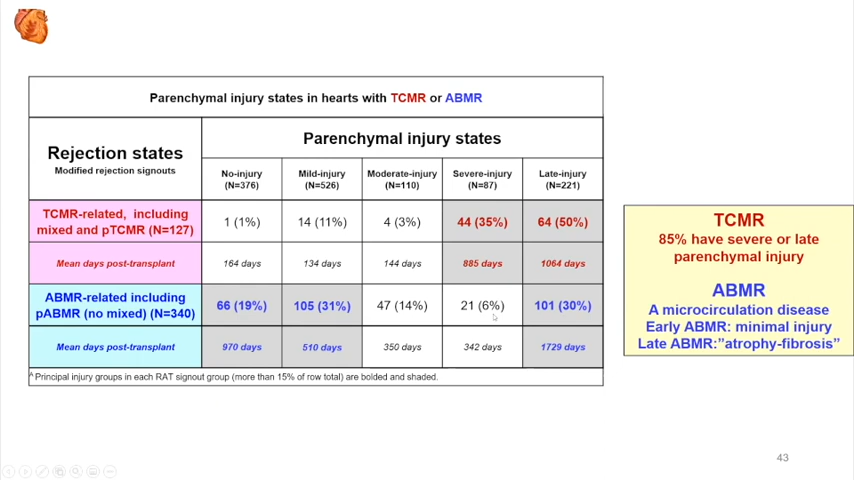 Parenchymal injury states in hearts with TCMR or ABMR
Rejection states
Modified rejection signouts
Parenchymal injury states
No-injury
(N=376)
Mild-injury
(N=526)
Moderate-injury
(N=110)
Severe-injury
(N=87)
Late-injury
(N=221)
TCMR-related, including
mixed and pTCMR (N=127)
1 (1%)
14 (11%)
4 (3%)
44 (35%)
64 (50%)
Mean days post-transplant
164 days
134 days
144 days
885 days
1064 days
ABMR-related including
pABMR (no mixed) (N=340)
66 (19%)
105 (31%)
47 (14%)
21 (6%)
101 (30%)
Mean days post-transplant
970 days
510 days
350 days
342 days
1729 days
A Principal injury groups in each RAT signout group (more than 15% of row total) are bolded and shaded.
TCMR
85% have severe or late
parenchymal injury
ABMR
A microcirculation disease
Early ABMR: minimal injury
Late ABMR:"atrophy-fibrosis"
43